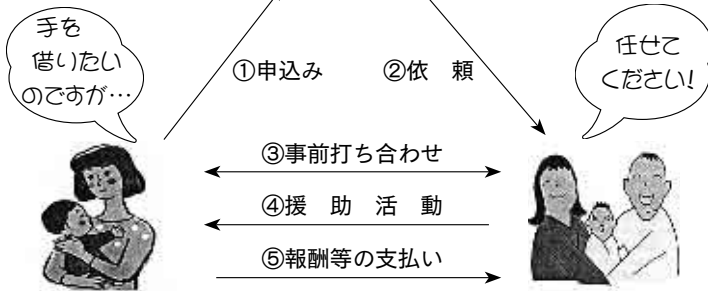 手を
借りたい
のですが…
任せて
ください!
①申込み
②依　頼
③事前打ち合わせ
④援　助　活　動
⑤報酬等の支払い